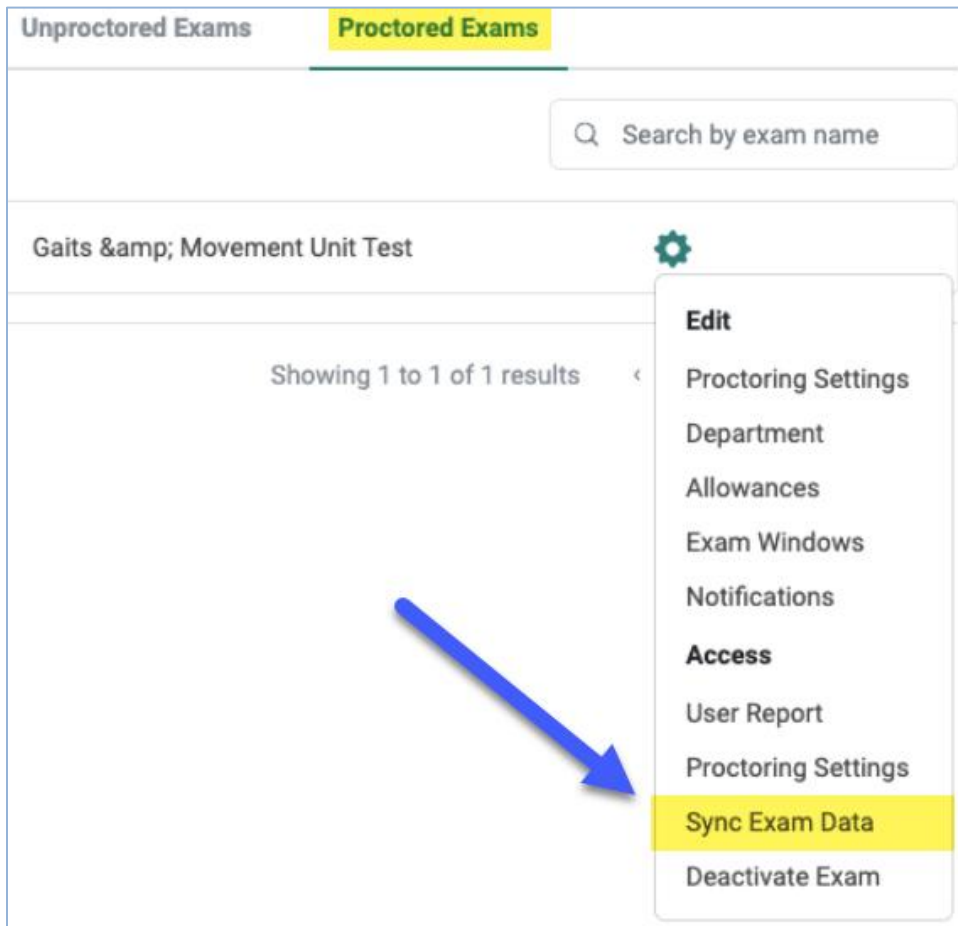 Unproctored Exams Proctored Exams
Search by exam name
Gaits &amp;amp; Movement Unit Test
Edit
Showing 1 to 1 of 1 results ‹ Proctoring Settings
Department
Allowances
Exam Windows
Notifications
Access
User Report
Proctoring Settings
Sync Exam Data
Deactivate Exam